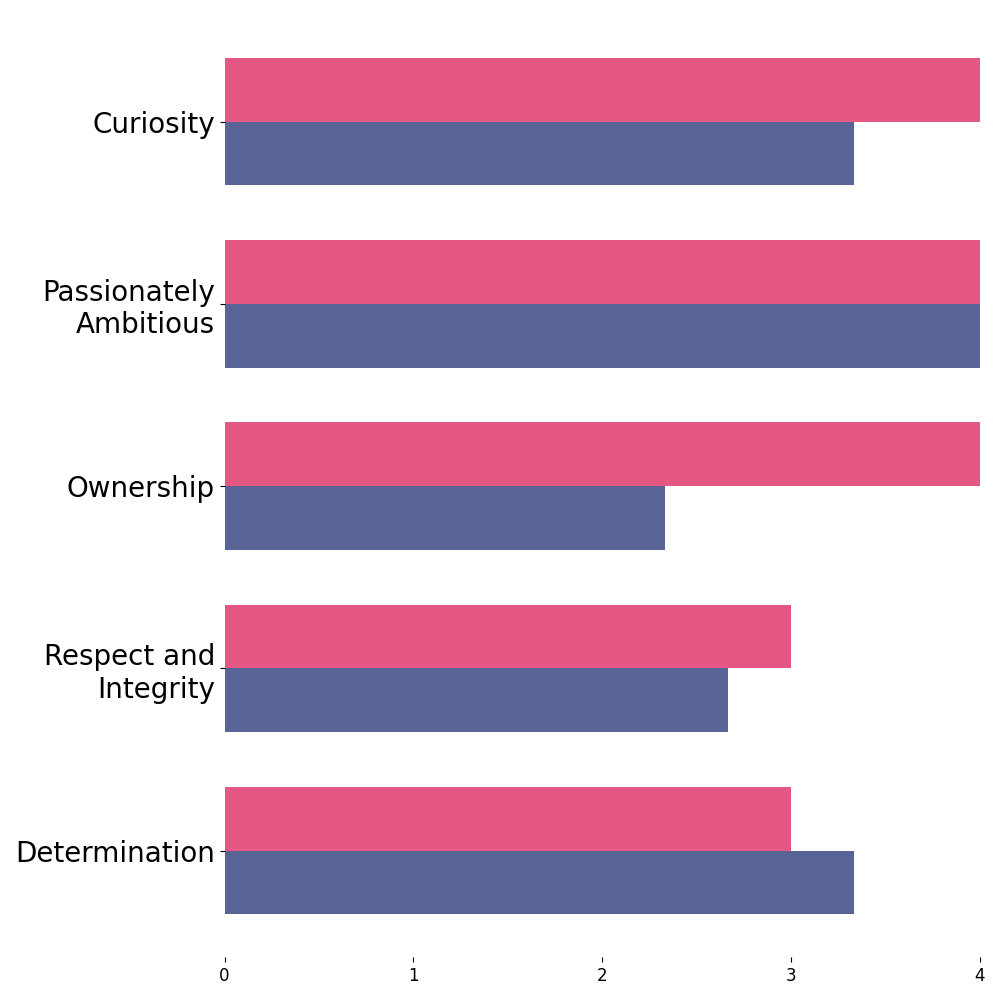 Curiosity
Passionately
Ambitious
Ownership
Respect and
Integrity
Determination
0 1 2 3 4